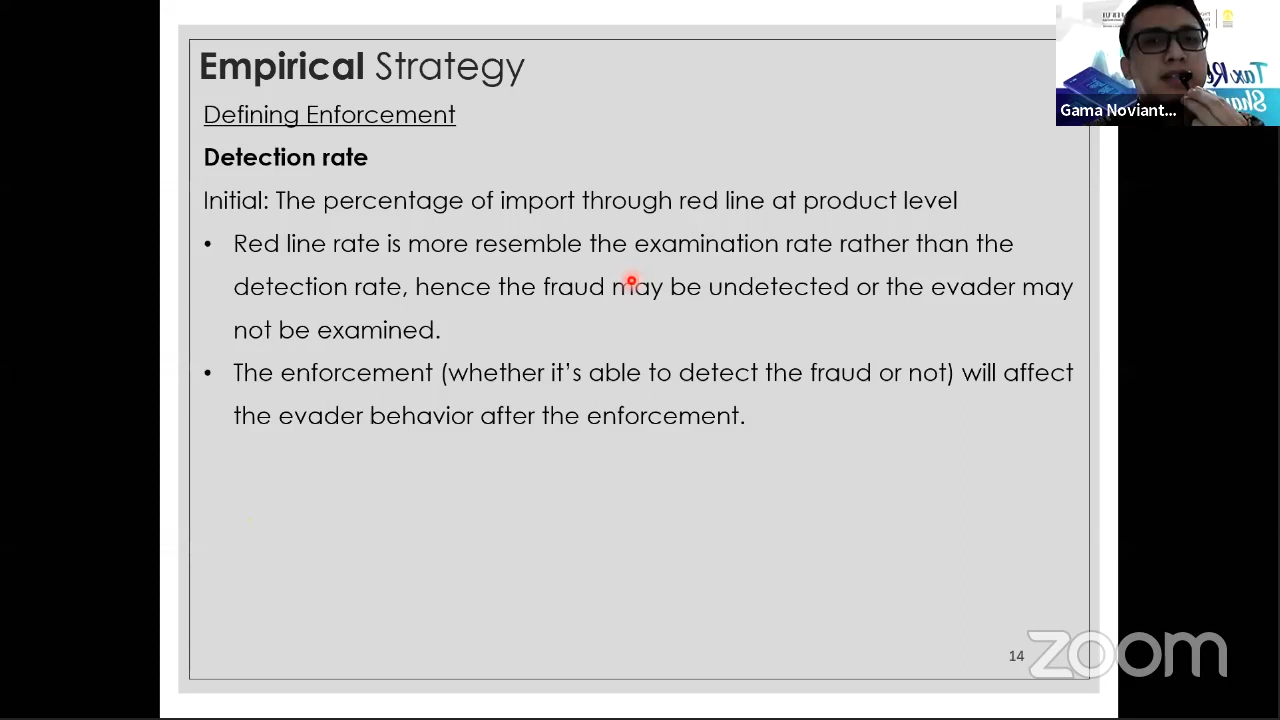 Empirical Strategy
Defining Enforcement
Detection rate
Initial: The percentage of import through red line at product level
• Red line rate is more resemble the examination rate rather than the
detection rate, hence the fraud may be undetected or the evader may
not be examined.
• The enforcement (whether it's able to detect the fraud or not) will affect
the evader behavior after the enforcement.
14
zoom
Tax
Gama Noviant...